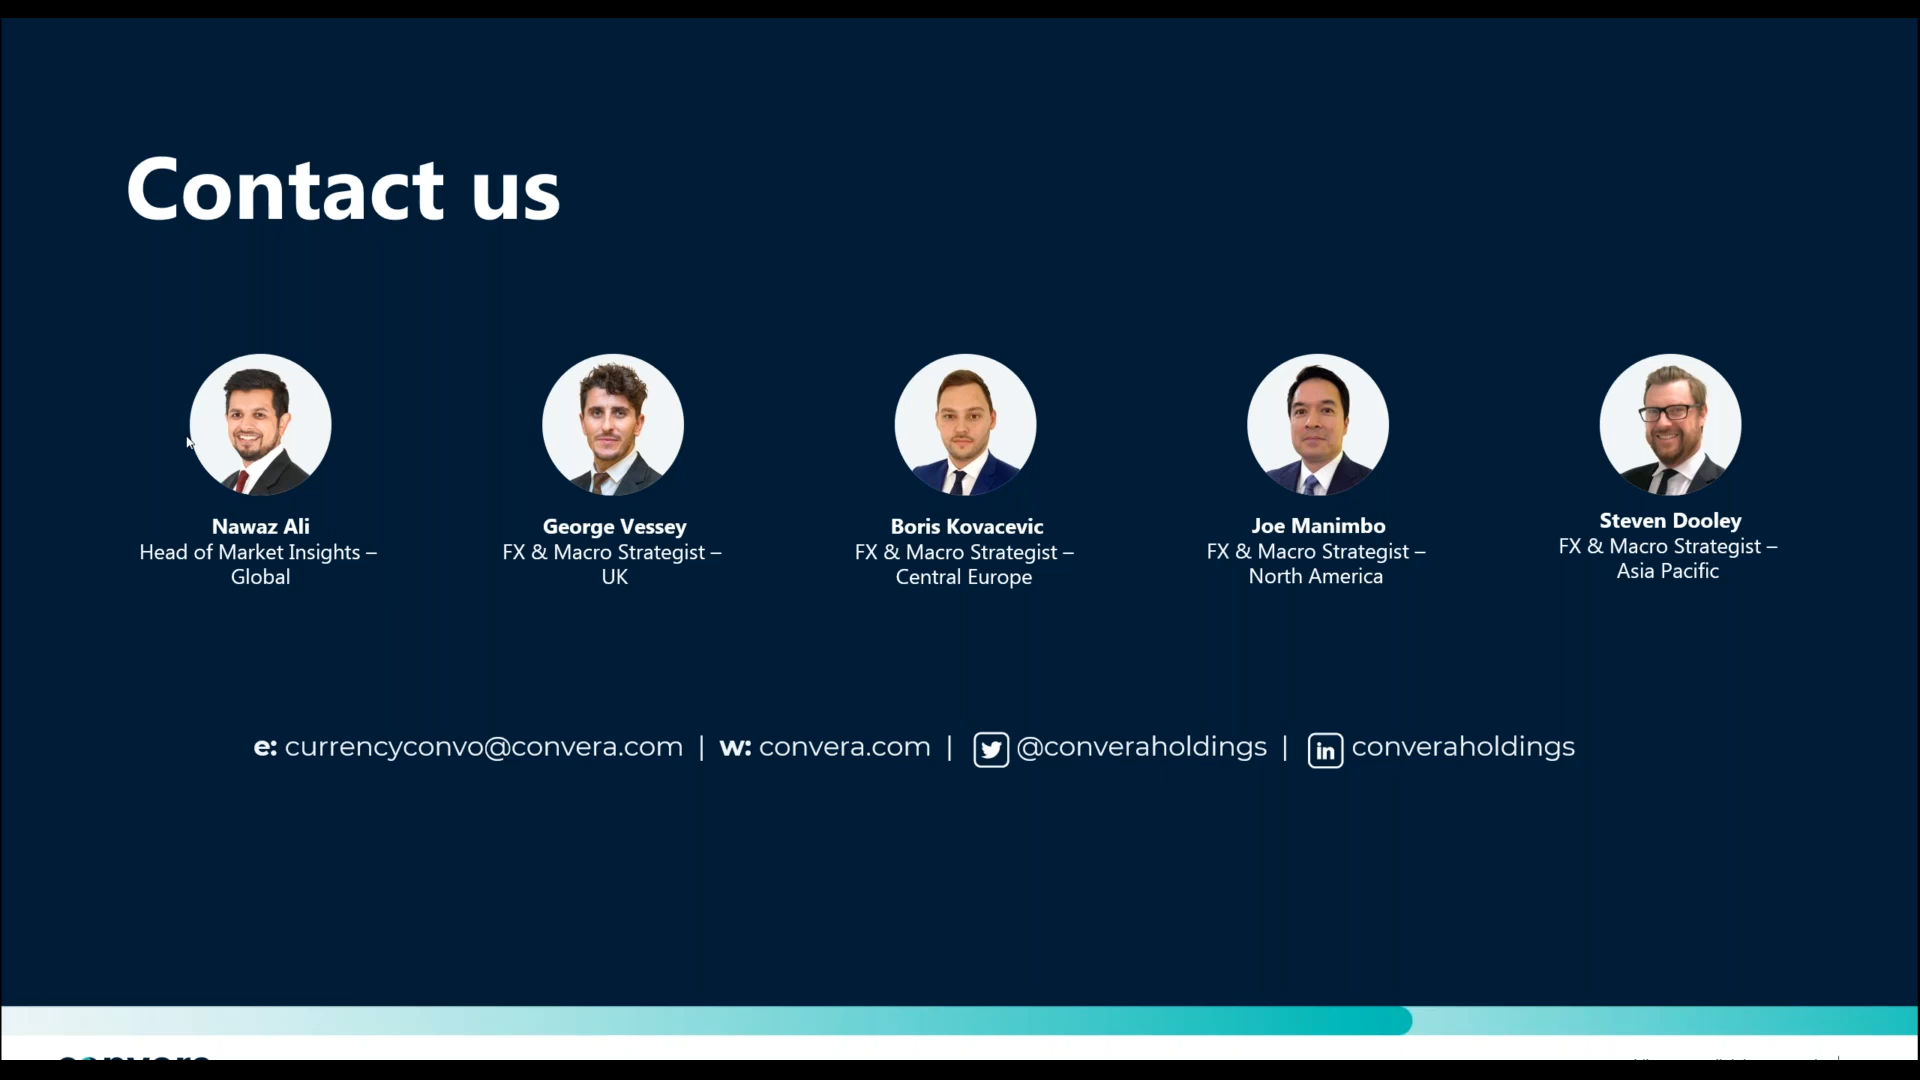 Contact us
Nawaz Ali
Head of Market Insights –
Global
George Vessey
FX & Macro Strategist –
UK
Boris Kovacevic
FX & Macro Strategist –
Central Europe
Joe Manimbo
FX & Macro Strategist –
North America
Steven Dooley
FX & Macro Strategist –
Asia Pacific
e: currencyconvo@convera.com | w: convera.com | @converaholdings | in converaholdings
convera